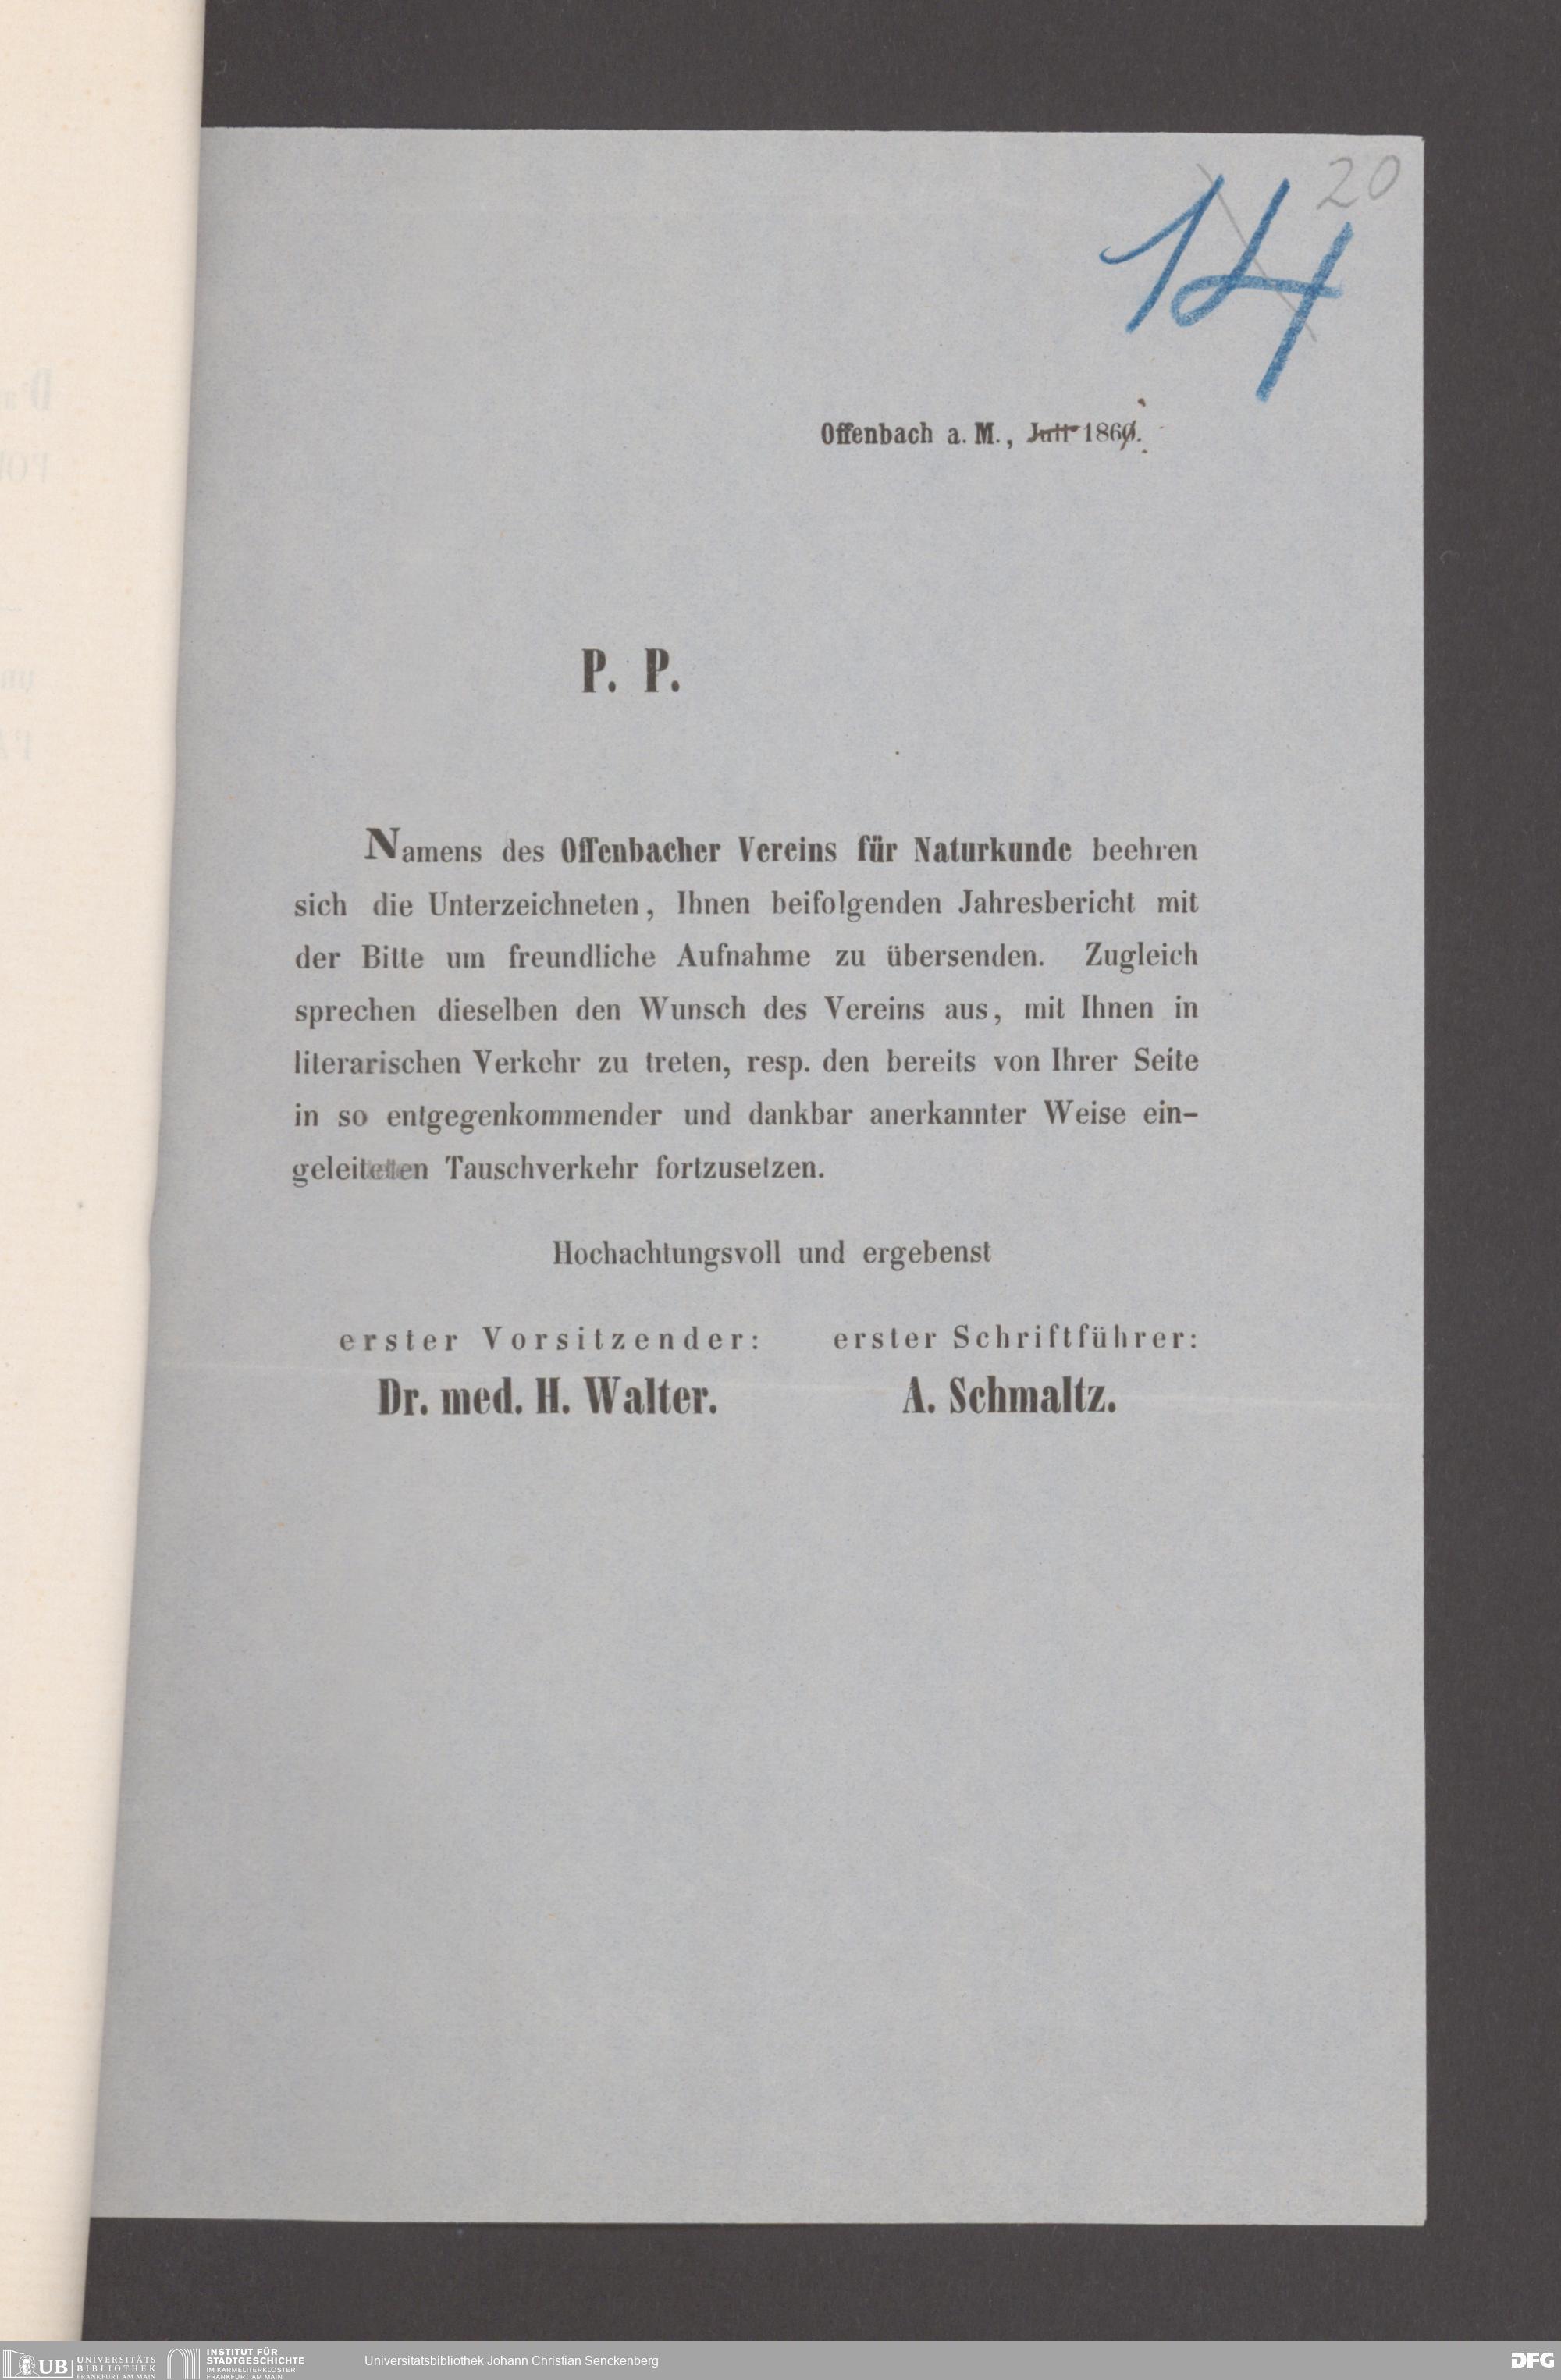 20
14
Offenbach a. M., Juli 1860.
P. P.
Namens des Offenbacher Vereins für Naturkunde beehren
sich die Unterzeichneten, Ihnen beifolgenden Jahresbericht mit
der Bitte um freundliche Aufnahme zu übersenden. Zugleich
sprechen dieselben den Wunsch des Vereins aus, mit Ihnen in
literarischen Verkehr zu treten, resp. den bereits von Ihrer Seite
in so entgegenkommender und dankbar anerkannter Weise ein-
geleiteten Tauschverkehr fortzusetzen.
Hochachtungsvoll und ergebenst
erster Vorsitzender: erster Schriftführer:
Dr. med. H. Walter. A. Schmaltz.
UB UNIVERSITÄTS BIBLIOTHEK FRANKFURT AM MAIN
INSTITUT FÜR STADTGESCHICHTE IM KARMELITERKLOSTER FRANKFURT AM MAIN
Universitätsbibliothek Johann Christian Senckenberg
DFG